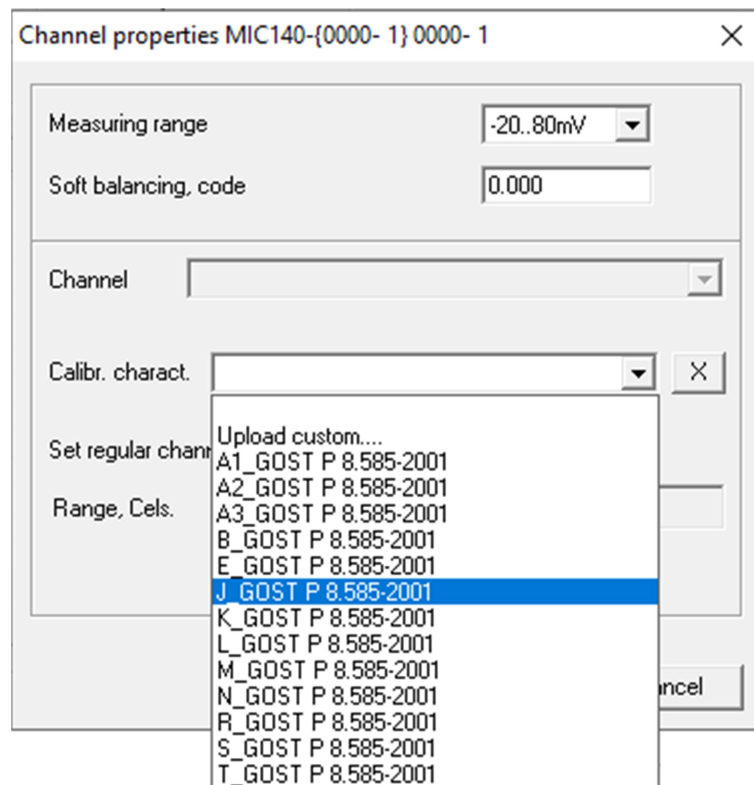 Channel properties MIC140-{0000- 1} 0000- 1
Measuring range -20..80mV
Soft balancing, code 0.000
Channel
Calibr. charact. X
Upload custom....
Set regular chann
A1_GOST P 8.585-2001
A2_GOST P 8.585-2001
Range, Cels.
A3_GOST P 8.585-2001
B_GOST P 8.585-2001
E_GOST P 8.585-2001
J_GOST P 8.585-2001
K_GOST P 8.585-2001
L_GOST P 8.585-2001
M_GOST P 8.585-2001
N_GOST P 8.585-2001
ncel
R_GOST P 8.585-2001
S_GOST P 8.585-2001
T_GOST P 8.585-2001